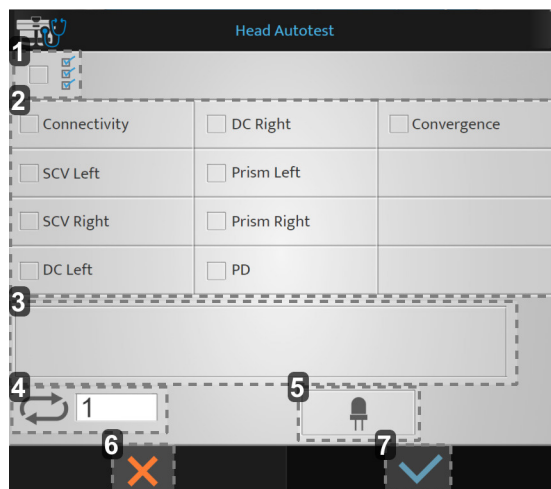 Head Autotest
1
2
Connectivity DC Right Convergence
SCV Left Prism Left
SCV Right Prism Right
DC Left PD
3
4 1 5
6 7